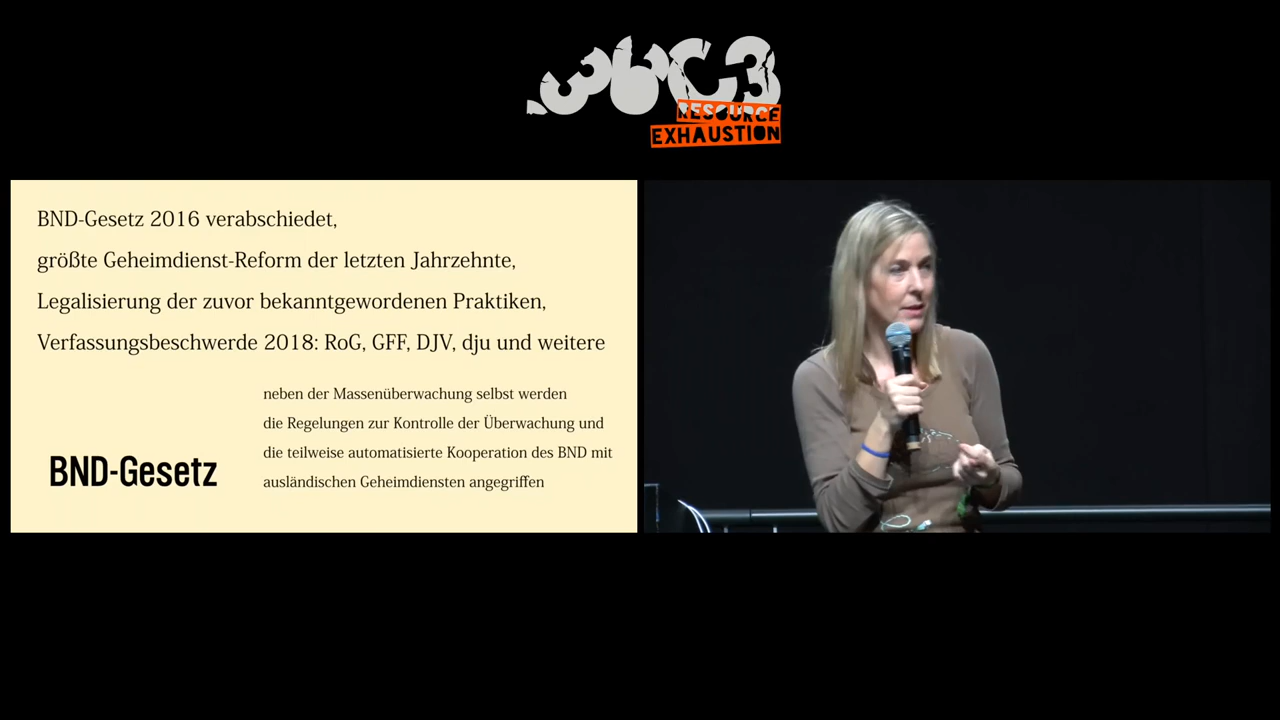 36C3
RESOURCE
EXHAUSTION
BND-Gesetz 2016 verabschiedet,
größte Geheimdienst-Reform der letzten Jahrzehnte,
Legalisierung der zuvor bekanntgewordenen Praktiken,
Verfassungsbeschwerde 2018: RoG, GFF, DJV, dju und weitere
neben der Massenüberwachung selbst werden
die Regelungen zur Kontrolle der Überwachung und
die teilweise automatisierte Kooperation des BND mit
ausländischen Geheimdiensten angegriffen
BND-Gesetz